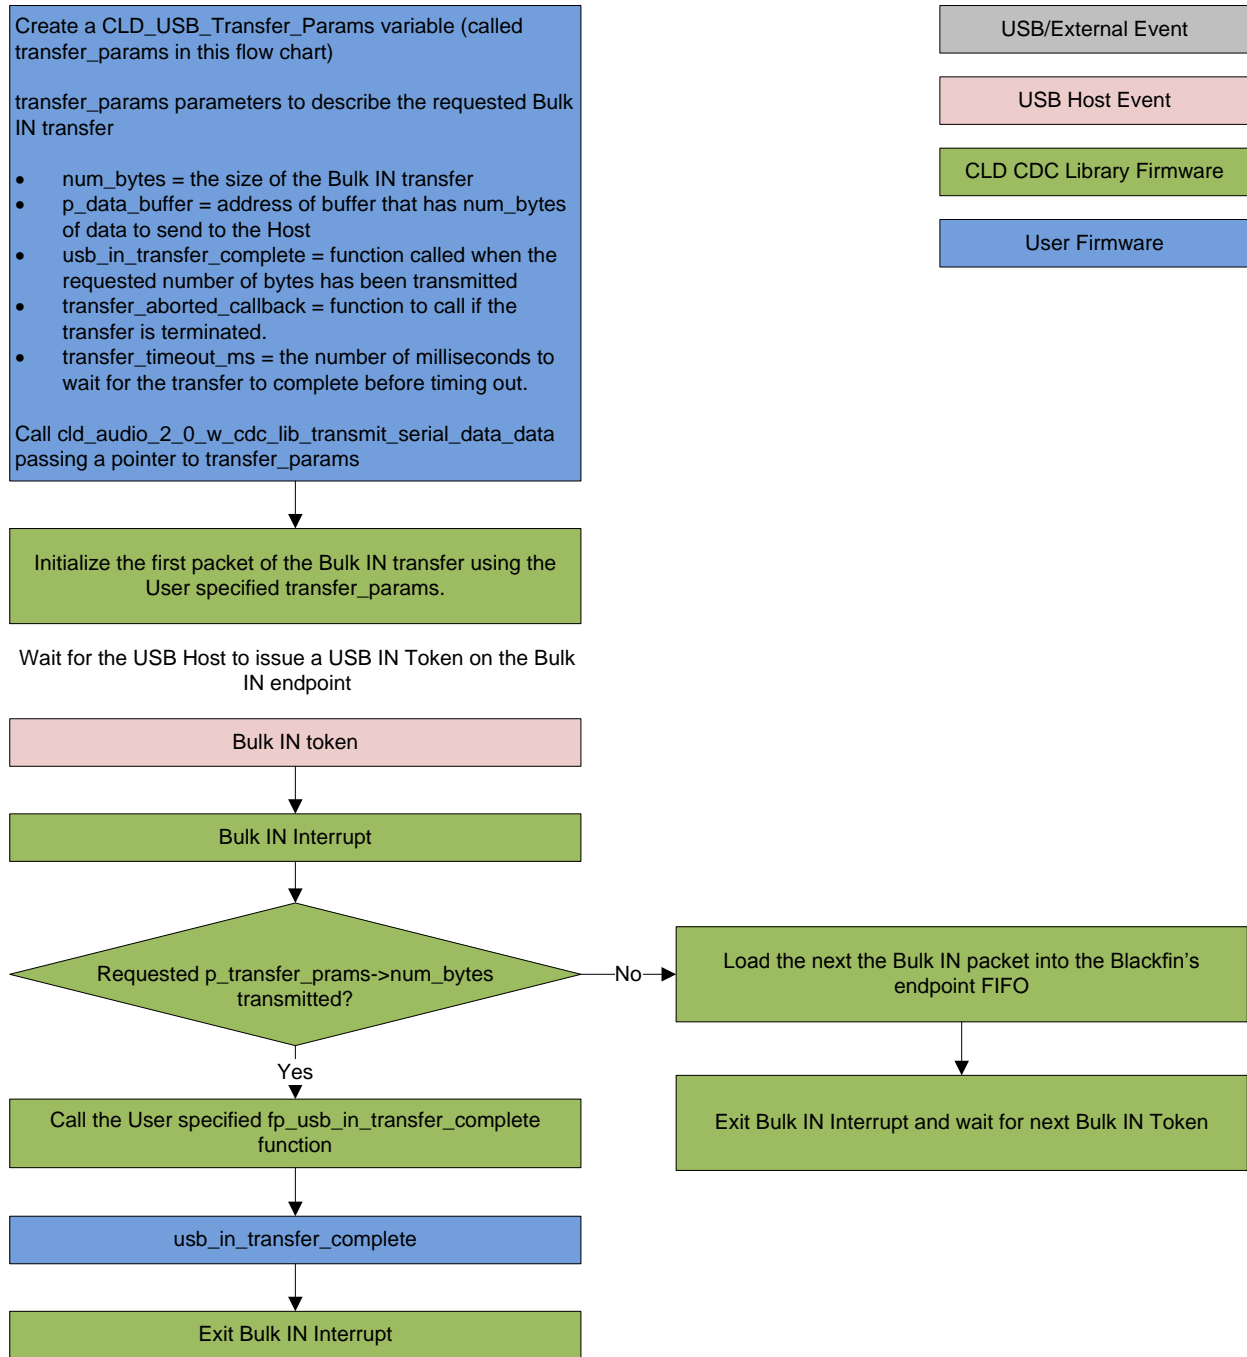 Create a CLD_USB_Transfer_Params variable (called
transfer_params in this flow chart)
transfer_params parameters to describe the requested Bulk
IN transfer
• num_bytes = the size of the Bulk IN transfer
• p_data_buffer = address of buffer that has num_bytes
of data to send to the Host
• usb_in_transfer_complete = function called when the
requested number of bytes has been transmitted
• transfer_aborted_callback = function to call if the
transfer is terminated.
• transfer_timeout_ms = the number of milliseconds to
wait for the transfer to complete before timing out.
Call cld_audio_2_0_w_cdc_lib_transmit_serial_data_data
passing a pointer to transfer_params
USB/External Event
USB Host Event
CLD CDC Library Firmware
User Firmware
Initialize the first packet of the Bulk IN transfer using the
User specified transfer_params.
Wait for the USB Host to issue a USB IN Token on the Bulk
IN endpoint
Bulk IN token
Bulk IN Interrupt
Requested p_transfer_prams->num_bytes
transmitted?
No
Load the next the Bulk IN packet into the Blackfin's
endpoint FIFO
Exit Bulk IN Interrupt and wait for next Bulk IN Token
Yes
Call the User specified fp_usb_in_transfer_complete
function
usb_in_transfer_complete
Exit Bulk IN Interrupt